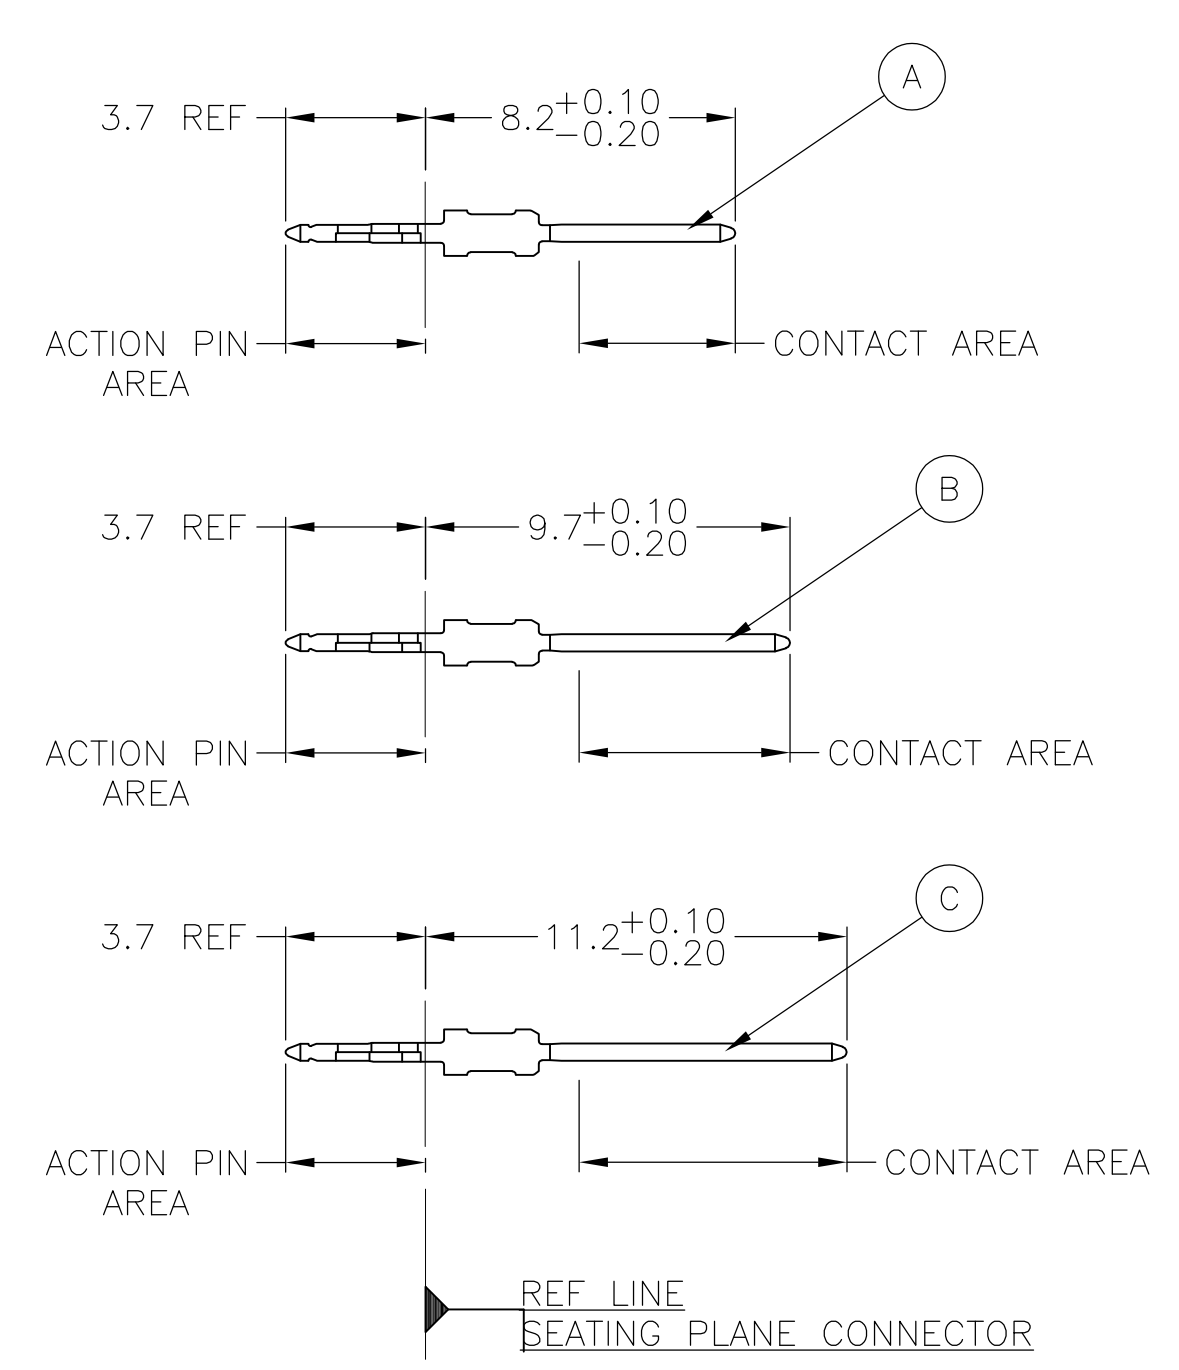 A
3.7 REF 8.2 +0.10
-0.20
ACTION PIN
AREA
CONTACT AREA
B
3.7 REF 9.7 +0.10
-0.20
ACTION PIN
AREA
CONTACT AREA
C
3.7 REF 11.2 +0.10
-0.20
ACTION PIN
AREA
CONTACT AREA
REF LINE
SEATING PLANE CONNECTOR